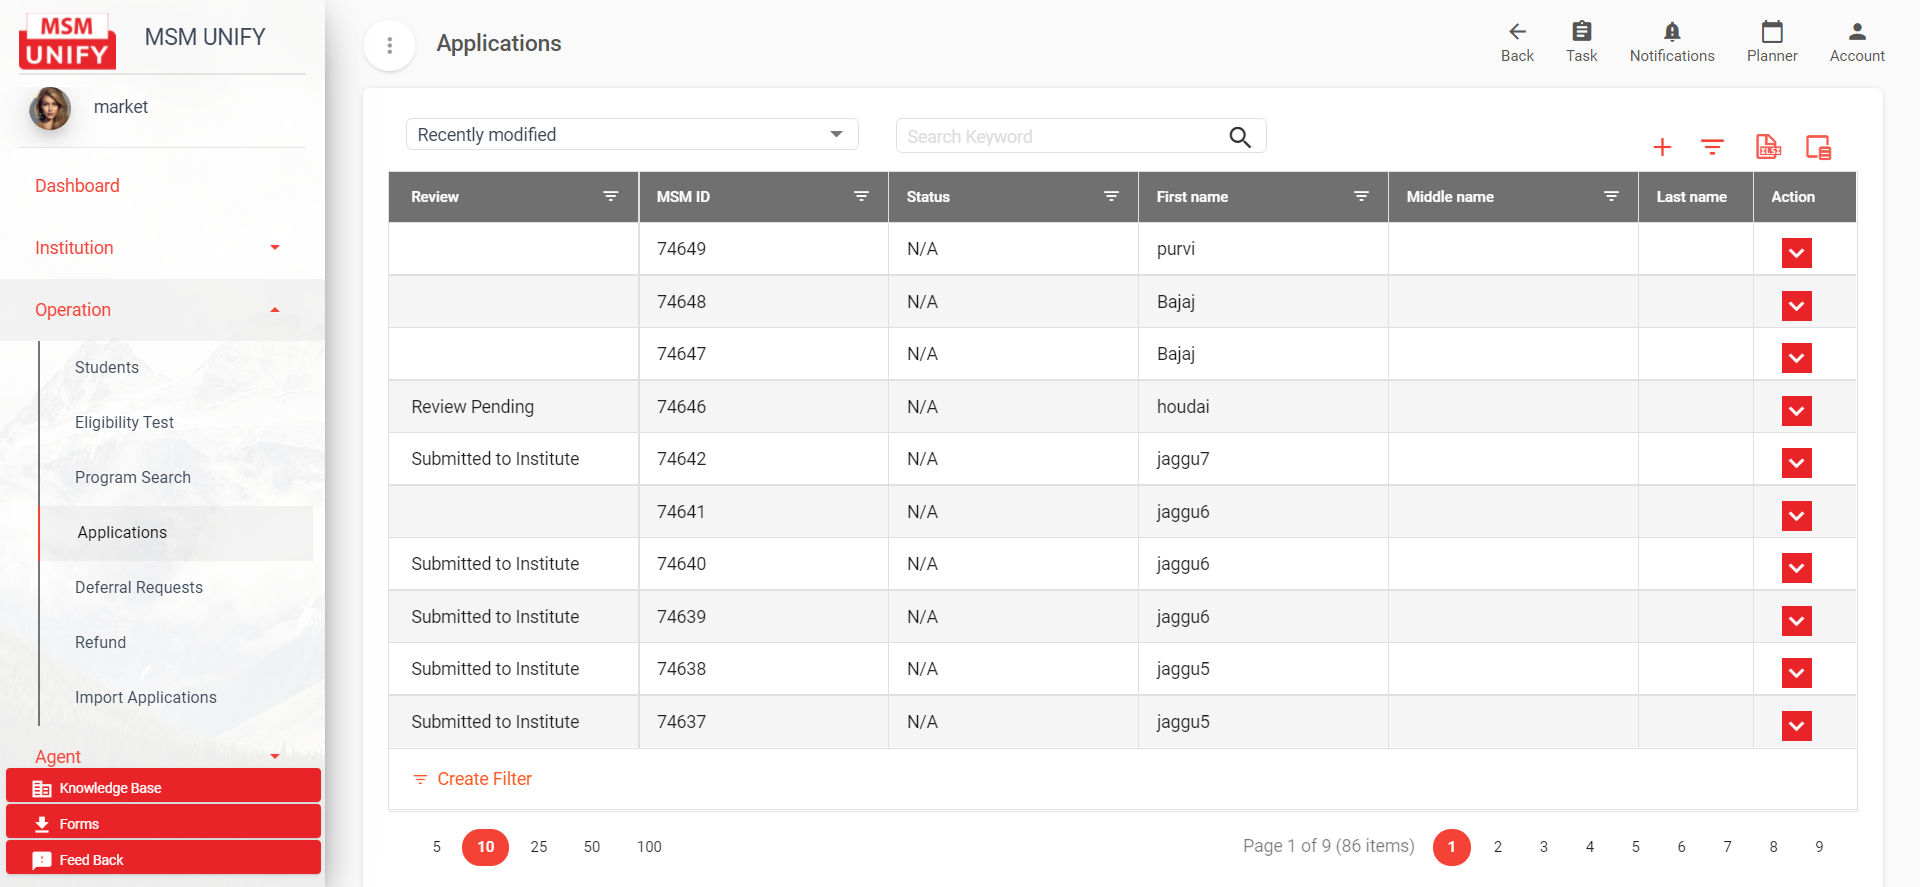 MSM
UNIFY
MSM UNIFY
market
Dashboard
Institution
Operation
Students
Eligibility Test
Program Search
Applications
Deferral Requests
Refund
Import Applications
Agent
Knowledge Base
Forms
Feed Back
Applications
Back
Task
Notifications
Planner
Account
Recently modified
Search Keyword
XLSX
Review MSM ID Status First name Middle name Last name Action
74649 N/A purvi
74648 N/A Bajaj
74647 N/A Bajaj
Review Pending 74646 N/A houdai
Submitted to Institute 74642 N/A jaggu7
74641 N/A jaggu6
Submitted to Institute 74640 N/A jaggu6
Submitted to Institute 74639 N/A jaggu6
Submitted to Institute 74638 N/A jaggu5
Submitted to Institute 74637 N/A jaggu5
Create Filter
5 10 25 50 100
Page 1 of 9 (86 items) 1 2 3 4 5 6 7 8 9